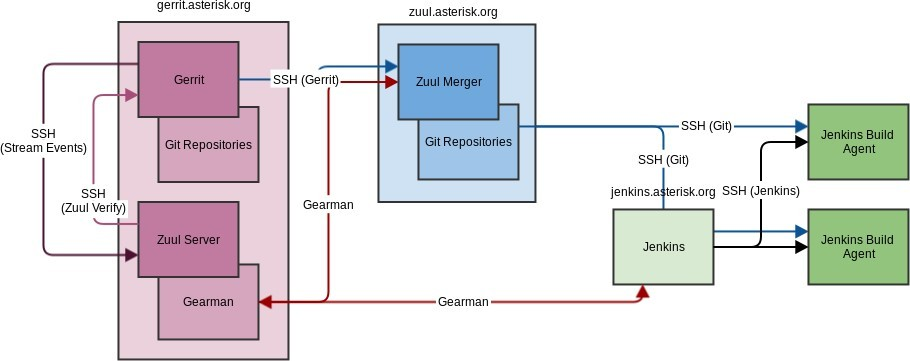 gerrit.asterisk.org
zuul.asterisk.org
Gerrit
SSH (Gerrit)
Zuul Merger
SSH
(Stream Events)
Git Repositories
Git Repositories
SSH (Git)
Jenkins Build
Agent
SSH (Git)
SSH
(Zuul Verify)
Gearman
jenkins.asterisk.org
SSH (Jenkins)
Zuul Server
Jenkins
Jenkins Build
Agent
Gearman
Gearman